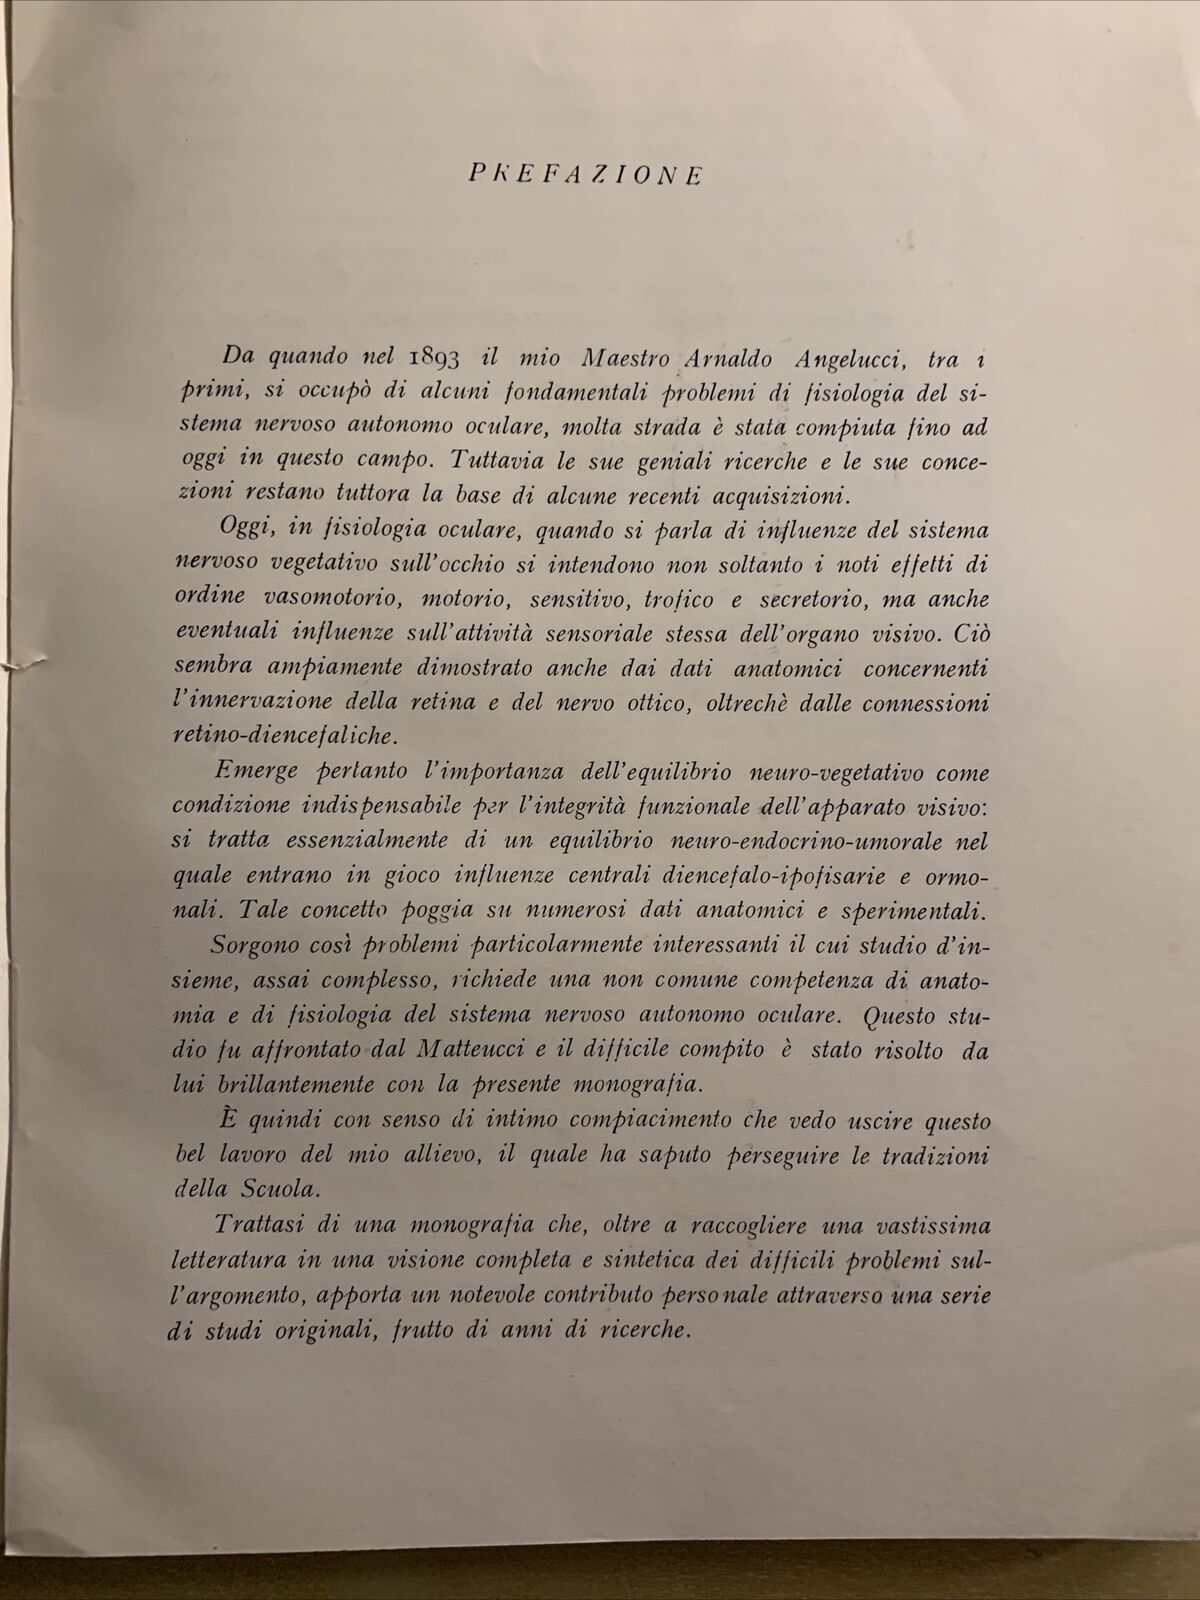 PREFAZIONE
Da quando nel 1893 il mio Maestro Arnaldo Angelucci, tra i
primi, si occupò di alcuni fondamentali problemi di fisiologia del si-
stema nervoso autonomo oculare, molta strada è stata compiuta fino ad
oggi in questo campo. Tuttavia le sue geniali ricerche e le sue conce-
zioni restano tuttora la base di alcune recenti acquisizioni.
Oggi, in fisiologia oculare, quando si parla di influenze del sistema
nervoso vegetativo sull'occhio si intendono non soltanto i noti effetti di
ordine vasomotorio, motorio, sensitivo, trofico e secretorio, ma anche
eventuali influenze sull'attività sensoriale stessa dell'organo visivo. Ciò
sembra ampiamente dimostrato anche dai dati anatomici concernenti
l'innervazione della retina e del nervo ottico, oltrechè dalle connessioni
retino-diencefaliche.
Emerge pertanto l'importanza dell'equilibrio neuro-vegetativo come
condizione indispensabile per l'integrità funzionale dell'apparato visivo:
si tratta essenzialmente di un equilibrio neuro-endocrino-umorale nel
quale entrano in gioco influenze centrali diencefalo-ipofisarie e ormo-
nali. Tale concetto poggia su numerosi dati anatomici e sperimentali.
Sorgono così problemi particolarmente interessanti il cui studio d'in-
sieme, assai complesso, richiede una non comune competenza di anato-
mia e di fisiologia del sistema nervoso autonomo oculare. Questo stu-
dio fu affrontato dal Matteucci e il difficile compito è stato risolto da
lui brillantemente con la presente monografia.
È quindi con senso di intimo compiacimento che vedo uscire questo
bel lavoro del mio allievo, il quale ha saputo perseguire le tradizioni
della Scuola.
Trattasi di una monografia che, oltre a raccogliere una vastissima
letteratura in una visione completa e sintetica dei difficili problemi sul-
l'argomento, apporta un notevole contributo personale attraverso una serie
di studi originali, frutto di anni di ricerche.